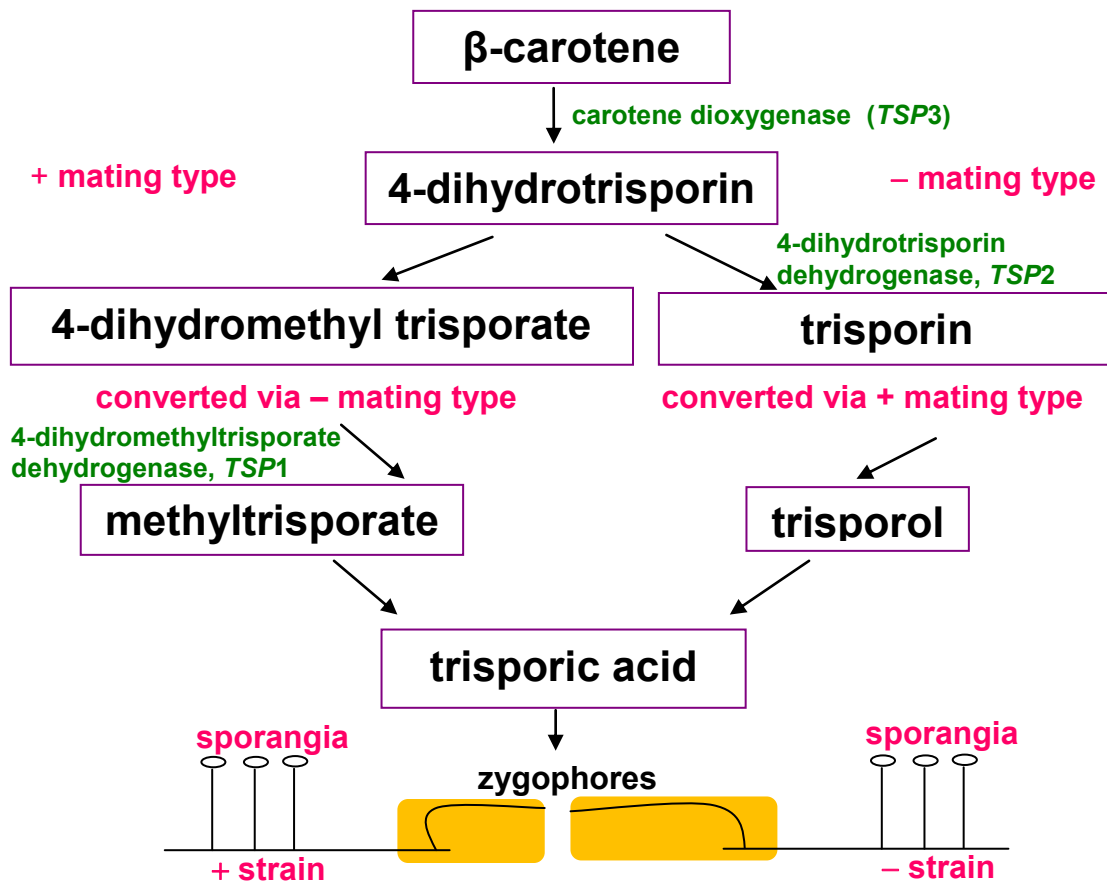 β-carotene
carotene dioxygenase (TSP3)
+ mating type
4-dihydrotrisporin
– mating type
4-dihydrotrisporin
dehydrogenase, TSP2
4-dihydromethyl trisporate
trisporin
converted via – mating type
converted via + mating type
4-dihydromethyltrisporate
dehydrogenase, TSP1
methyltrisporate
trisporol
trisporic acid
sporangia
sporangia
zygophores
+ strain
– strain